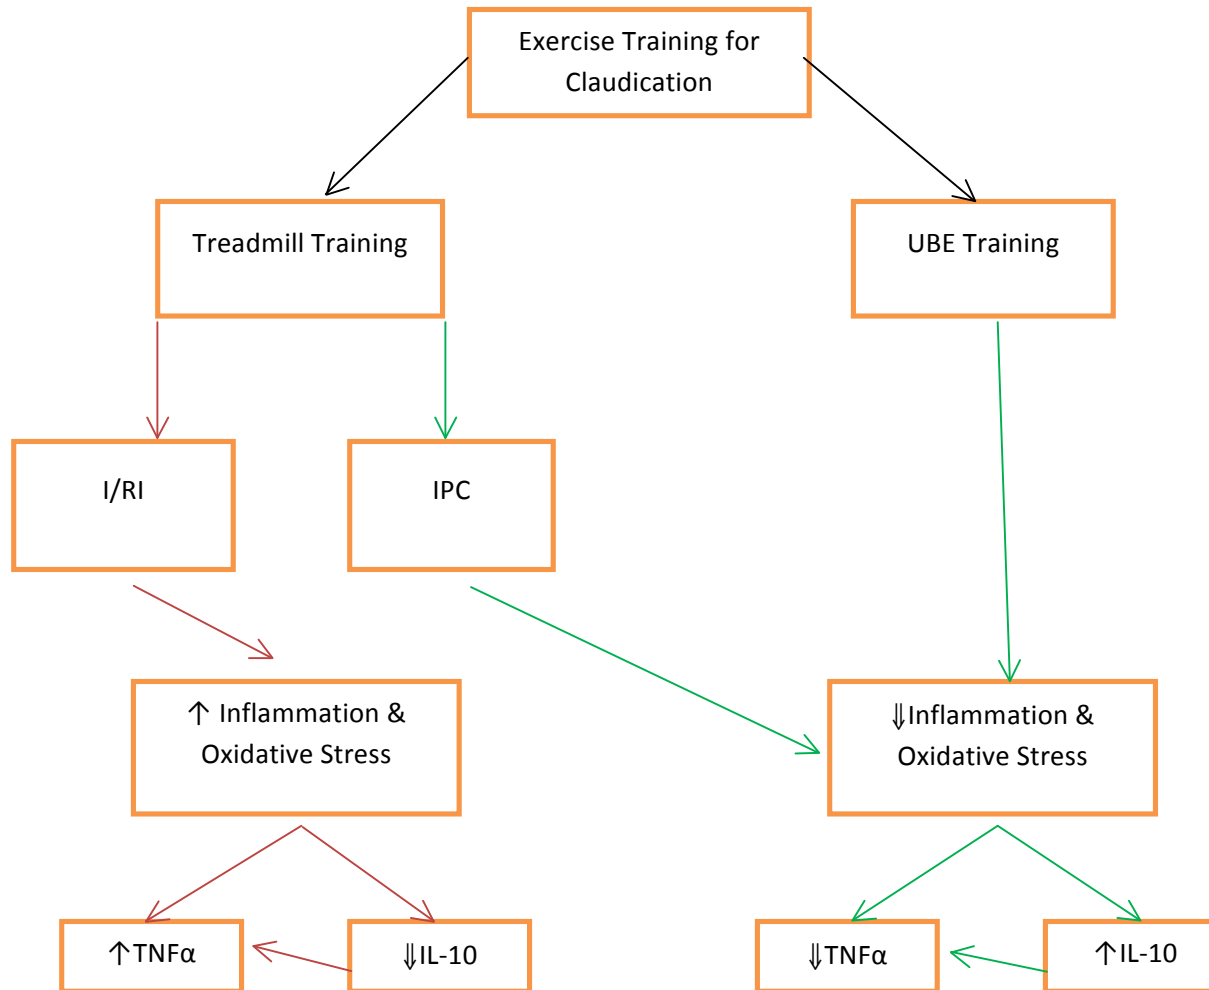 Exercise Training for
Claudication
Treadmill Training
UBE Training
I/RI
IPC
↑ Inflammation &
Oxidative Stress
⇓Inflammation &
Oxidative Stress
↑TNFα
⇓IL-10
⇓TNFα
↑IL-10